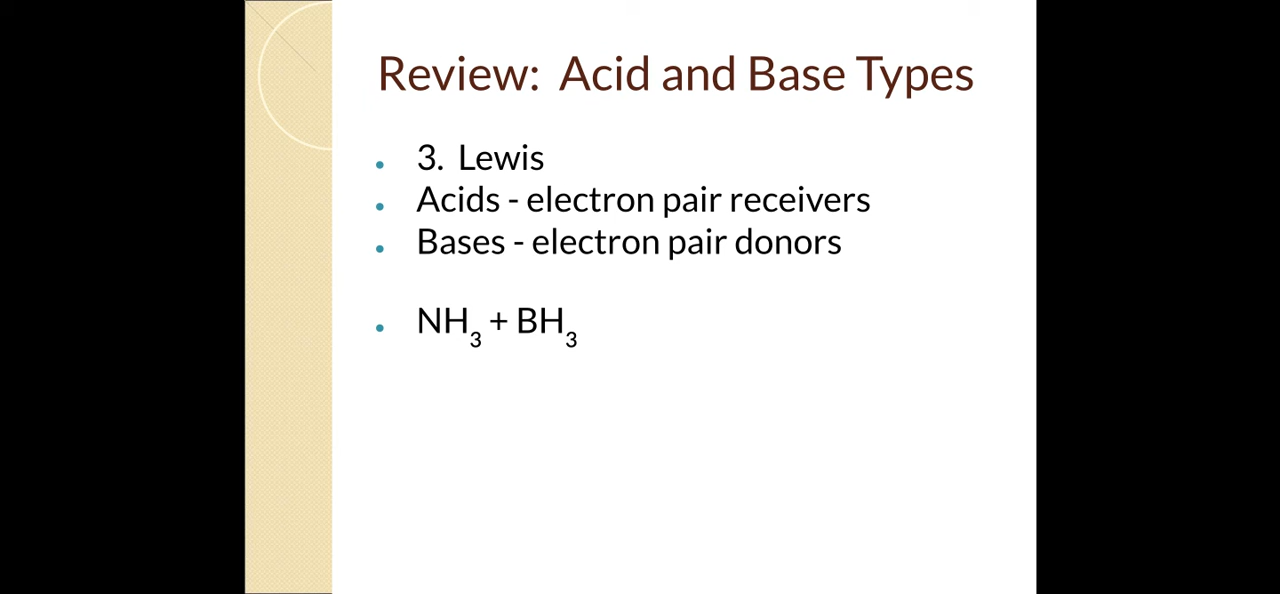 Review: Acid and Base Types
• 3. Lewis
• Acids - electron pair receivers
• Bases - electron pair donors
• NH₃ + BH₃